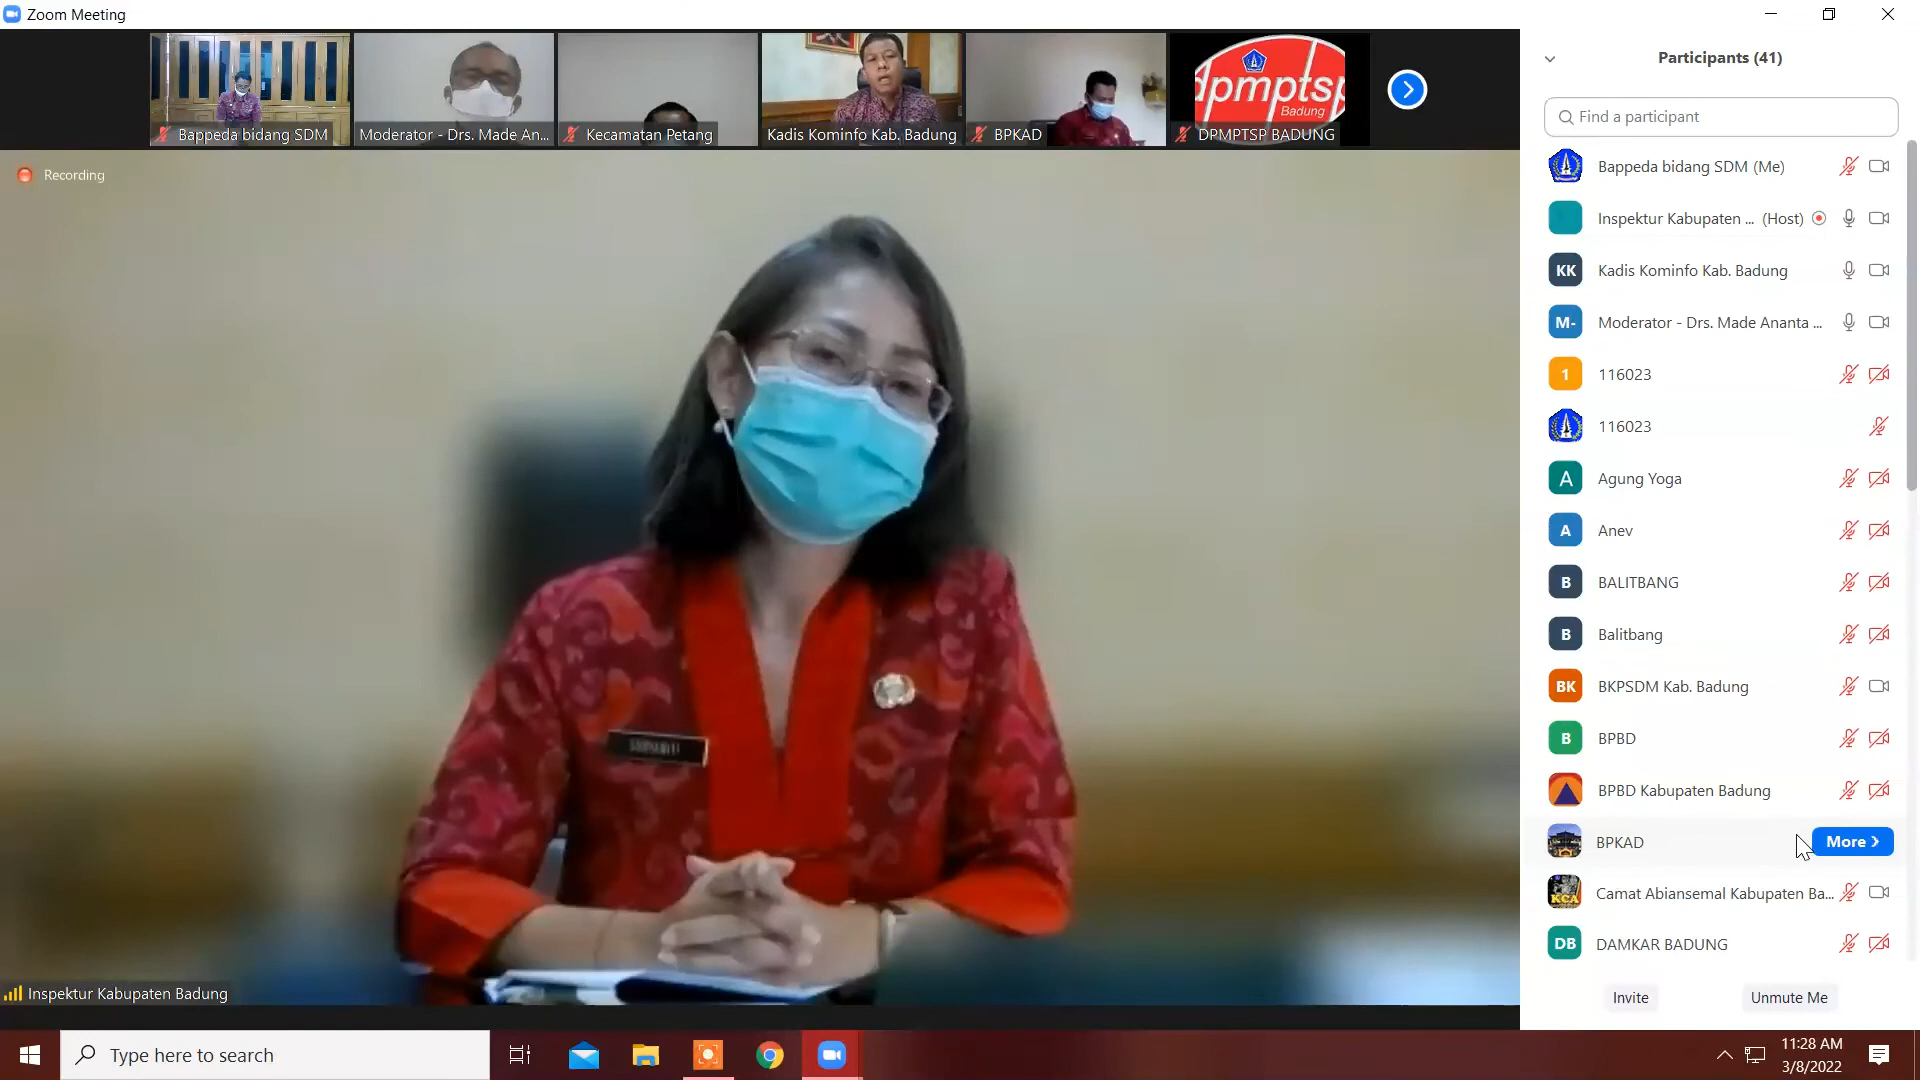 Zoom Meeting
Bappeda bidang SDM
Moderator - Drs. Made An...
Kecamatan Petang
Kadis Kominfo Kab. Badung
BPKAD
dpmptsp
Badung
DPMPTSP BADUNG
Recording
Inspektur Kabupaten Badung
Participants (41)
Find a participant
Bappeda bidang SDM (Me)
Inspektur Kabupaten ... (Host)
KK Kadis Kominfo Kab. Badung
M- Moderator - Drs. Made Ananta ...
1 116023
116023
A Agung Yoga
A Anev
B BALITBANG
B Balitbang
BK BKPSDM Kab. Badung
B BPBD
BPBD Kabupaten Badung
BPKAD More
KCA Camat Abiansemal Kabupaten Ba...
DB DAMKAR BADUNG
Invite Unmute Me
Type here to search
11:28 AM
3/8/2022